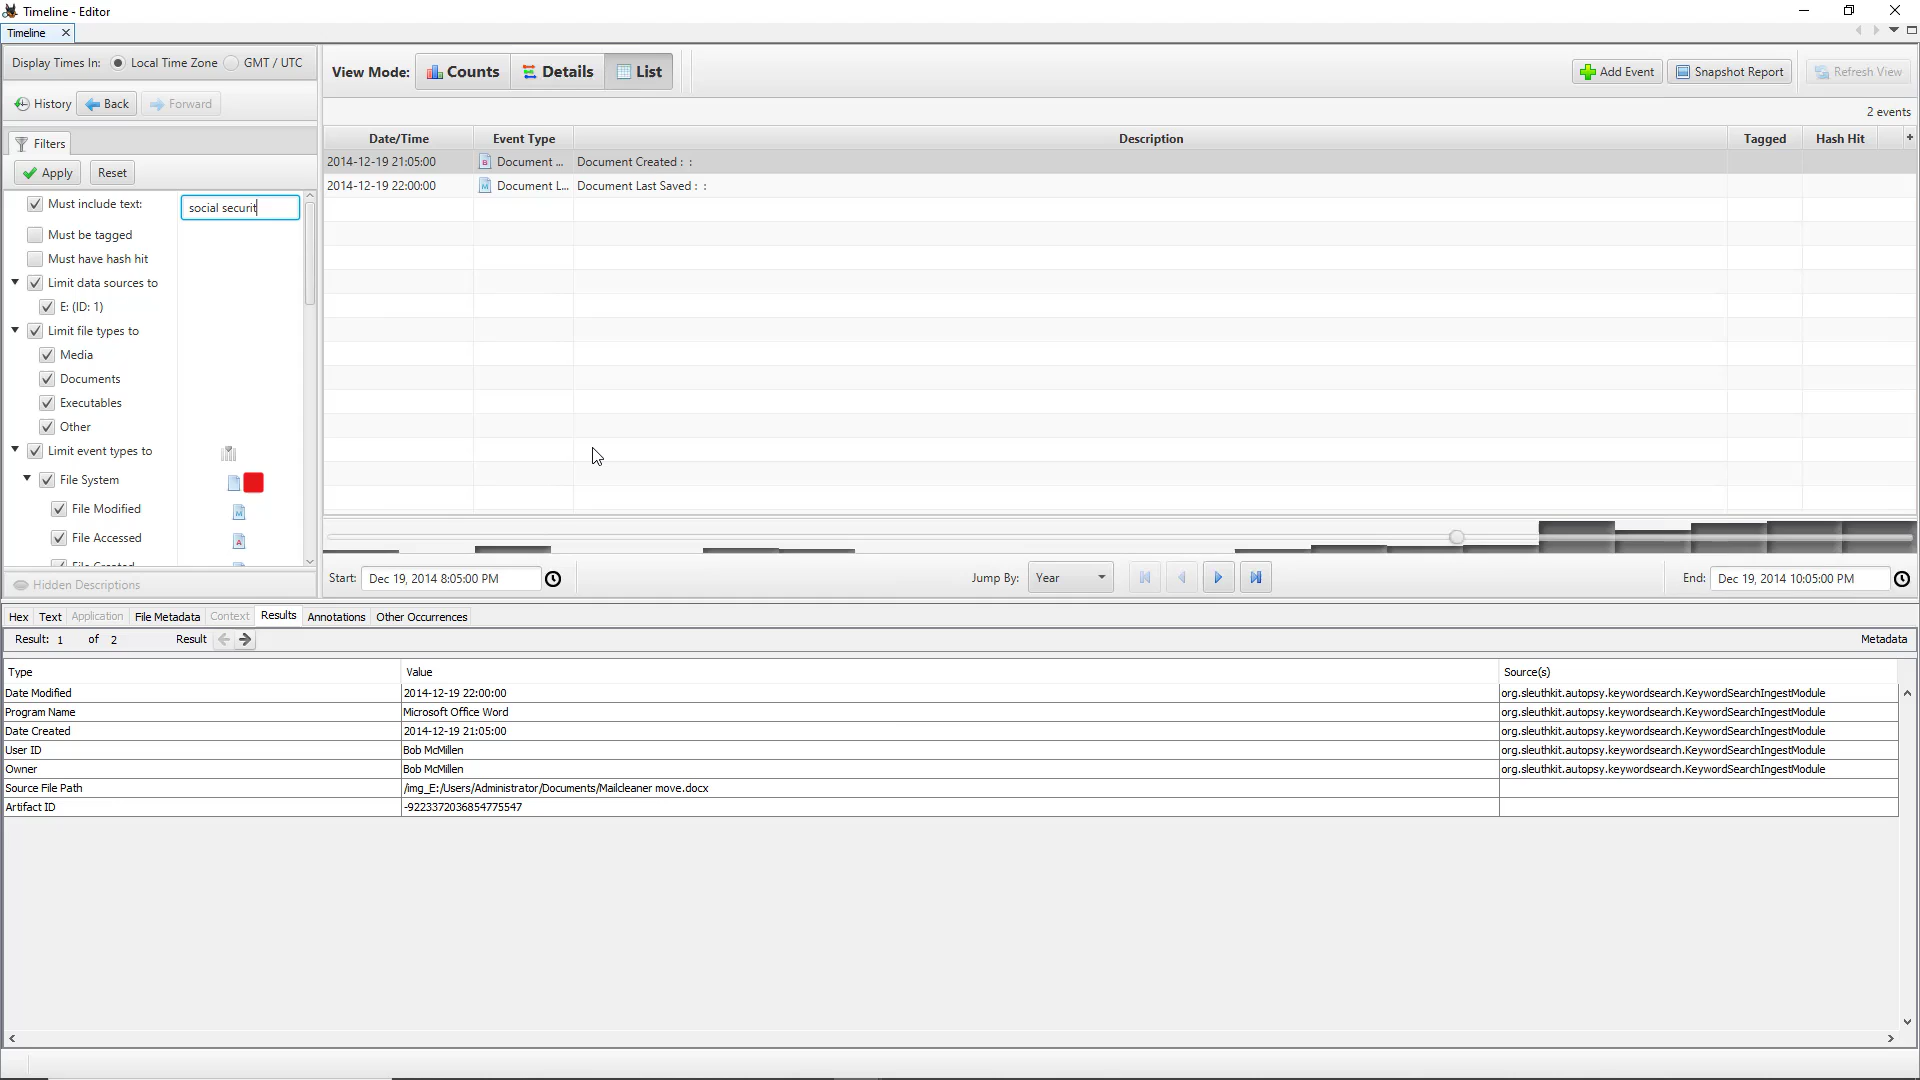 Timeline - Editor
Timeline
Display Times In: Local Time Zone GMT / UTC
History Back Forward
Filters
Apply Reset
Must include text: social securit
Must be tagged
Must have hash hit
Limit data sources to
E: (ID: 1)
Limit file types to
Media
Documents
Executables
Other
Limit event types to
File System
File Modified
File Accessed
File Created
Hidden Descriptions
View Mode: Counts Details List
Add Event Snapshot Report Refresh View
2 events
Date/Time Event Type Description Tagged Hash Hit +
2014-12-19 21:05:00 Document ... Document Created : :
2014-12-19 22:00:00 Document L... Document Last Saved : :
Start: Dec 19, 2014 8:05:00 PM Jump By: Year End: Dec 19, 2014 10:05:00 PM
Hex Text Application File Metadata Context Results Annotations Other Occurrences
Result: 1 of 2 Result Metadata
Type Value Source(s)
Date Modified 2014-12-19 22:00:00 org.sleuthkit.autopsy.keywordsearch.KeywordSearchIngestModule
Program Name Microsoft Office Word org.sleuthkit.autopsy.keywordsearch.KeywordSearchIngestModule
Date Created 2014-12-19 21:05:00 org.sleuthkit.autopsy.keywordsearch.KeywordSearchIngestModule
User ID Bob McMillen org.sleuthkit.autopsy.keywordsearch.KeywordSearchIngestModule
Owner Bob McMillen org.sleuthkit.autopsy.keywordsearch.KeywordSearchIngestModule
Source File Path /img_E:/Users/Administrator/Documents/Mailcleaner move.docx
Artifact ID -9223372036854775547